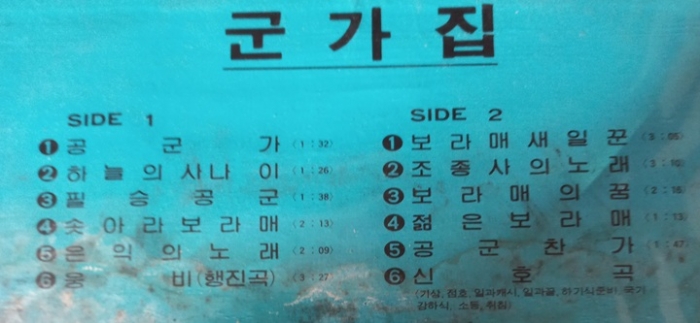 군가집
SIDE 1
❶ 공군가 (1:32)
❷ 하늘의 사나이 (1:26)
❸ 필승공군 (1:38)
❹ 솟아라 보라매 (2:13)
❺ 은익의 노래 (2:09)
❻ 웅비(행진곡) (3:27)
SIDE 2
❶ 보라매 새일꾼 (3:05)
❷ 조종사의 노래 (3:10)
❸ 보라매의 꿈 (2:16)
❹ 젊은 보라매 (1:13)
❺ 공군찬가 (1:47)
❻ 신호곡
(기상, 점호, 일과개시, 일과끝, 하기식준비, 국기
강하식, 소등, 취침)